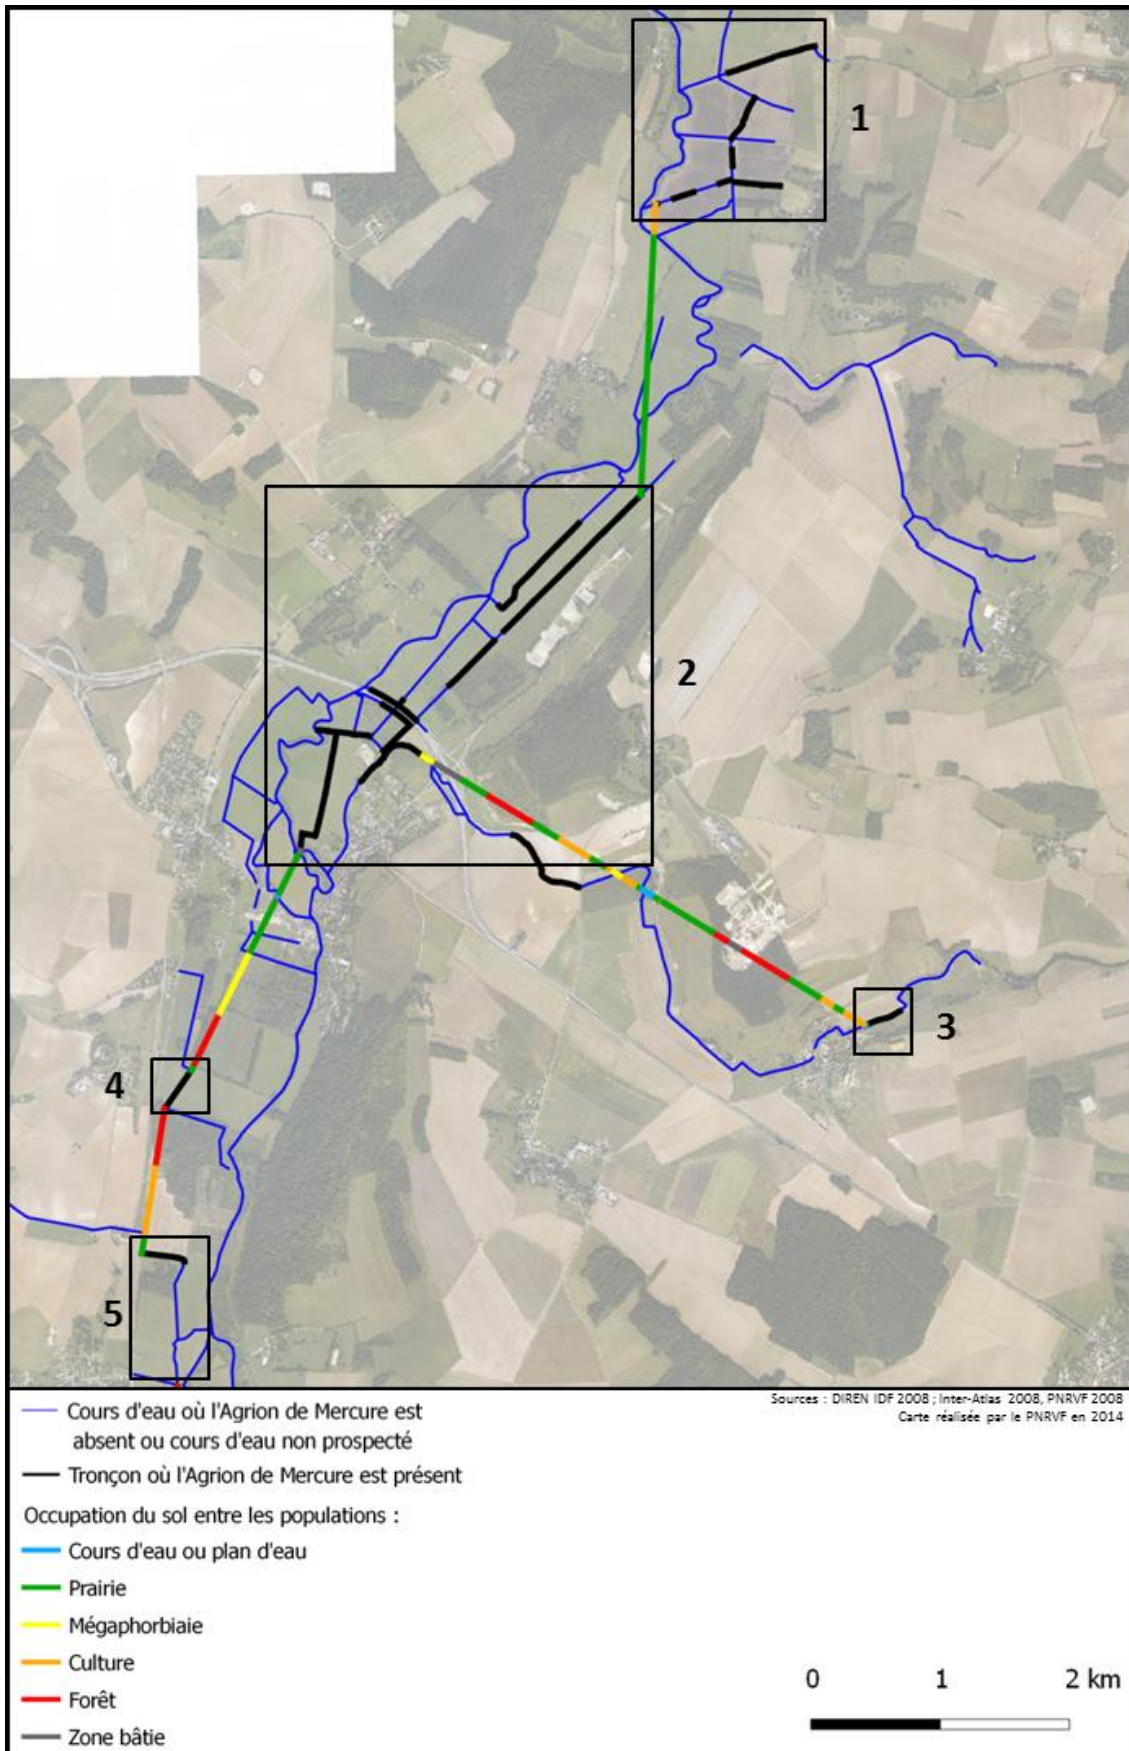 1
2
3
4
5
Sources : DIREN IDF 2008 ; Inter-Atlas 2008, PNRVF 2008
Carte réalisée par le PNRVF en 2014
Cours d'eau où l'Agrion de Mercure est
absent ou cours d'eau non prospecté
Tronçon où l'Agrion de Mercure est présent
Occupation du sol entre les populations :
Cours d'eau ou plan d'eau
Prairie
Mégaphorbiaie
Culture
Forêt
Zone bâtie
0 1 2 km